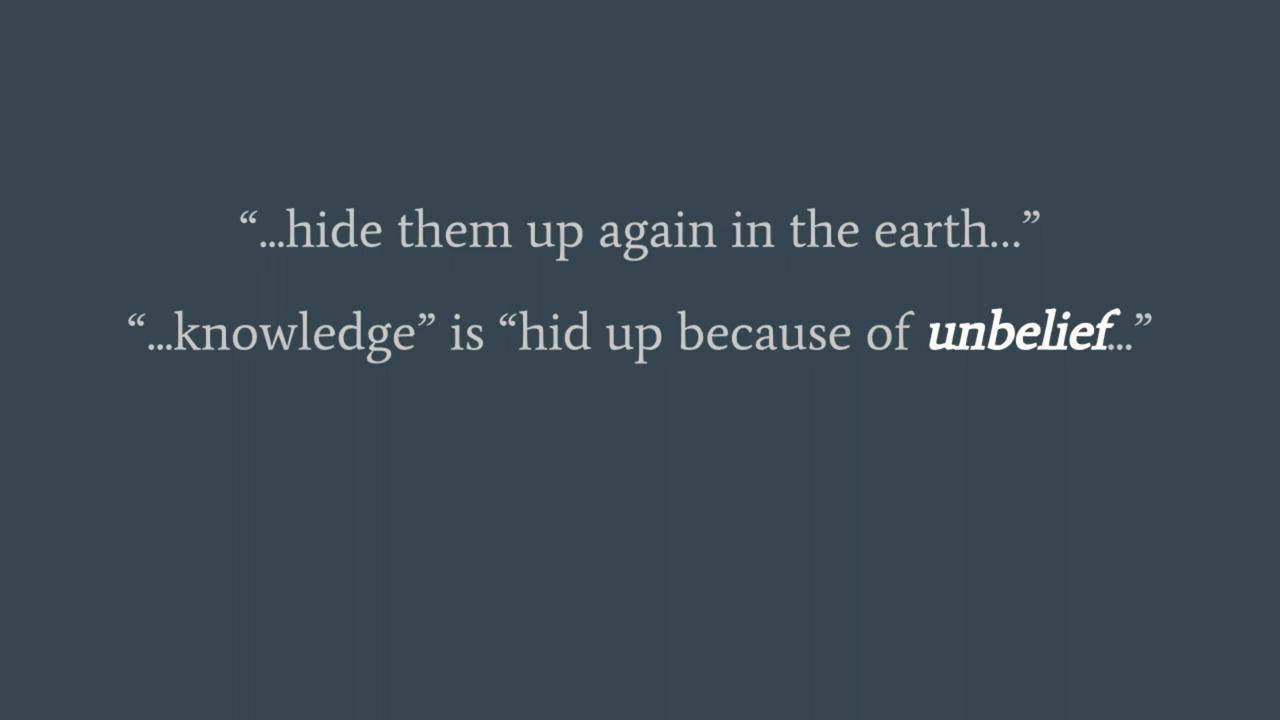 “...hide them up again in the earth...”
“...knowledge” is “hid up because of unbelief...”